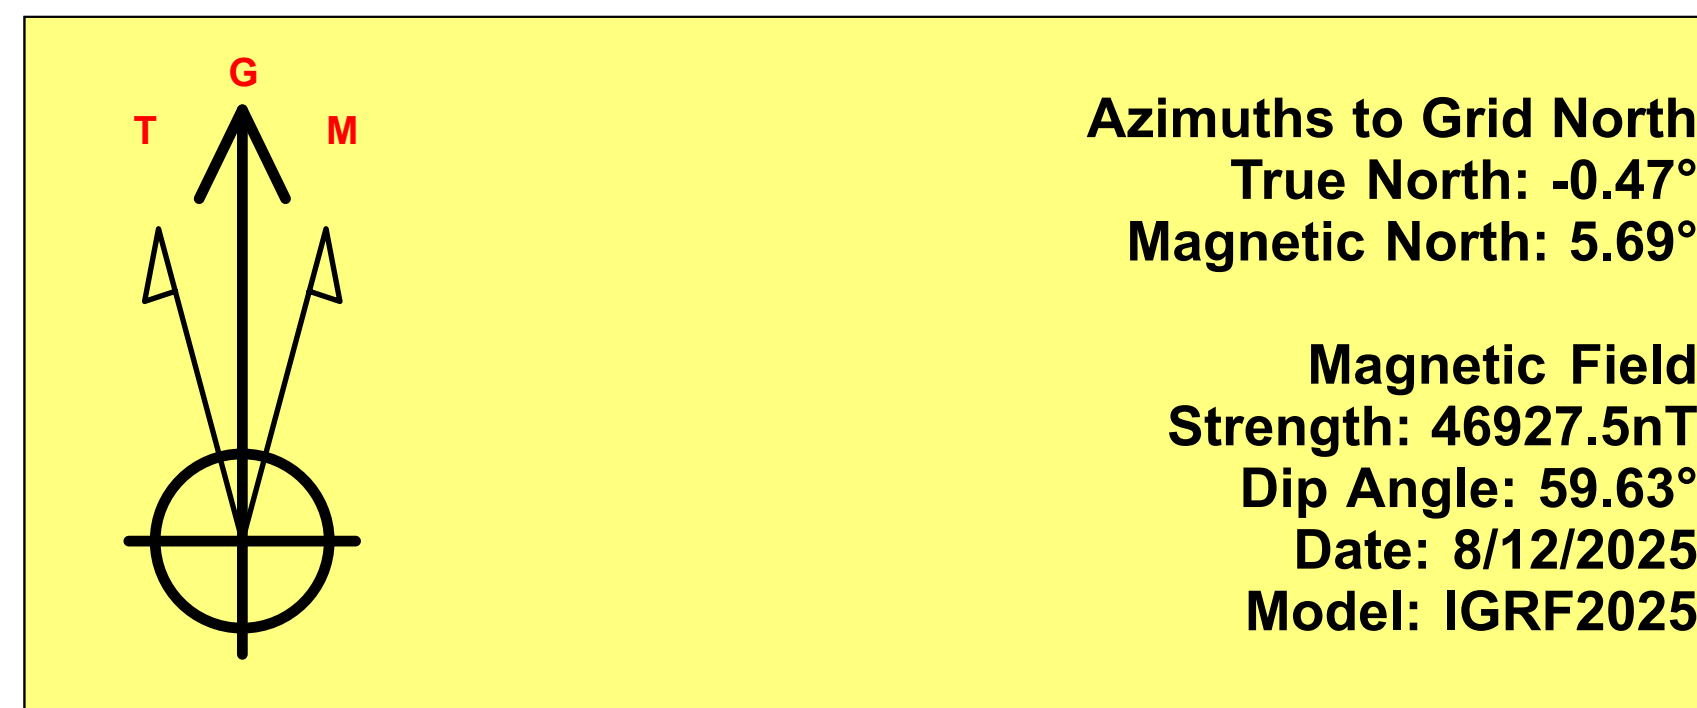 G
T
M
Azimuths to Grid North
True North: -0.47°
Magnetic North: 5.69°
Magnetic Field
Strength: 46927.5nT
Dip Angle: 59.63°
Date: 8/12/2025
Model: IGRF2025